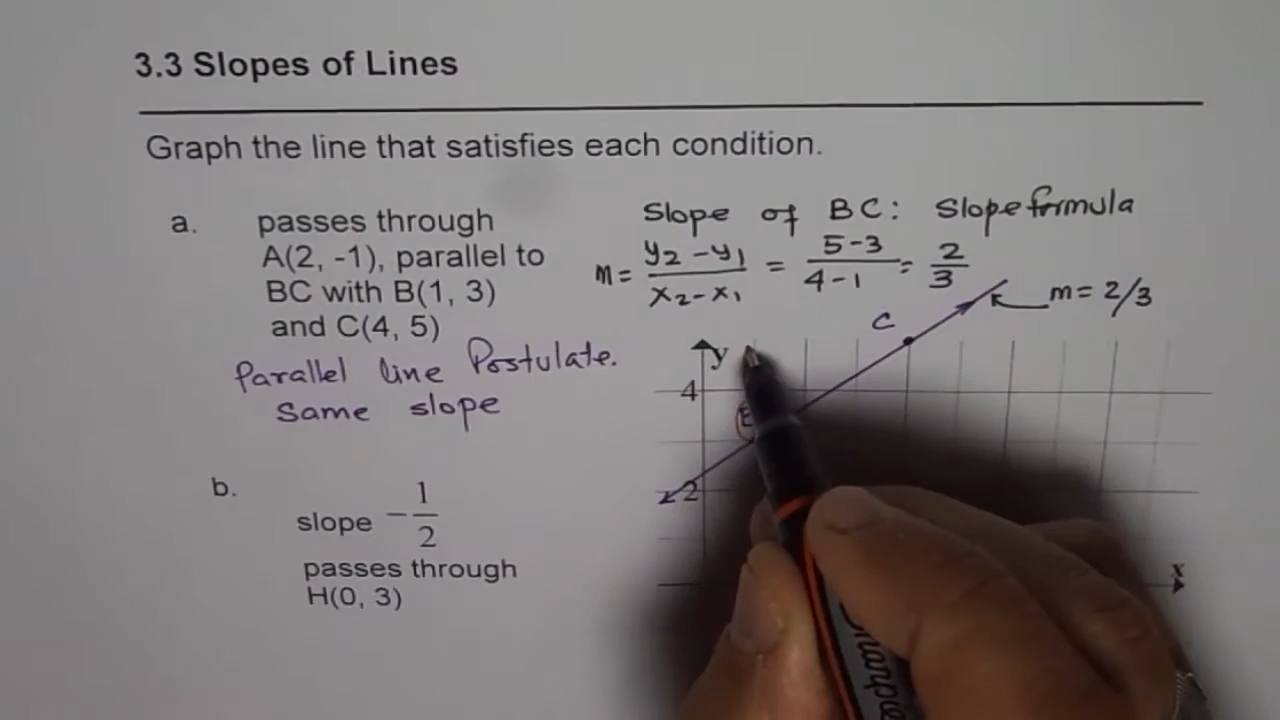 3.3 Slopes of Lines
Graph the line that satisfies each condition.
a. passes through
A(2, -1), parallel to
BC with B(1, 3)
and C(4, 5)
Parallel line Postulate.
Same slope
Slope of BC: Slope formula
m = y₂ - y₁ / x₂ - x₁ = 5-3 / 4-1 = 2/3
m = 2/3
C
y
4
B
2
x
b. slope -1/2
passes through
H(0, 3)
Sharpie